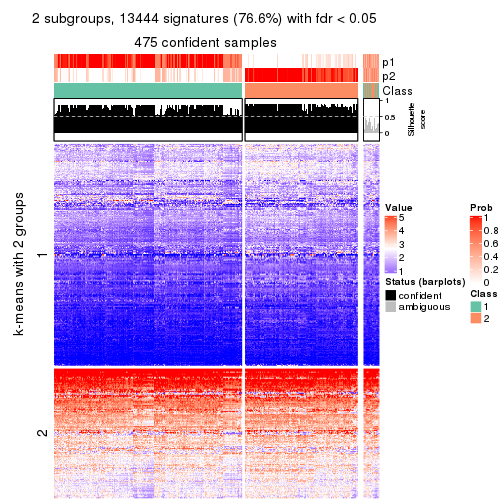 2 subgroups, 13444 signatures (76.6%) with fdr < 0.05
475 confident samples
p1
p2
Class
1
0.5
0
Silhouette
score
k-means with 2 groups
1
2
Value
5
4
3
2
1
Status (barplots)
confident
ambiguous
Prob
1
0.8
0.6
0.4
0.2
0
Class
1
2